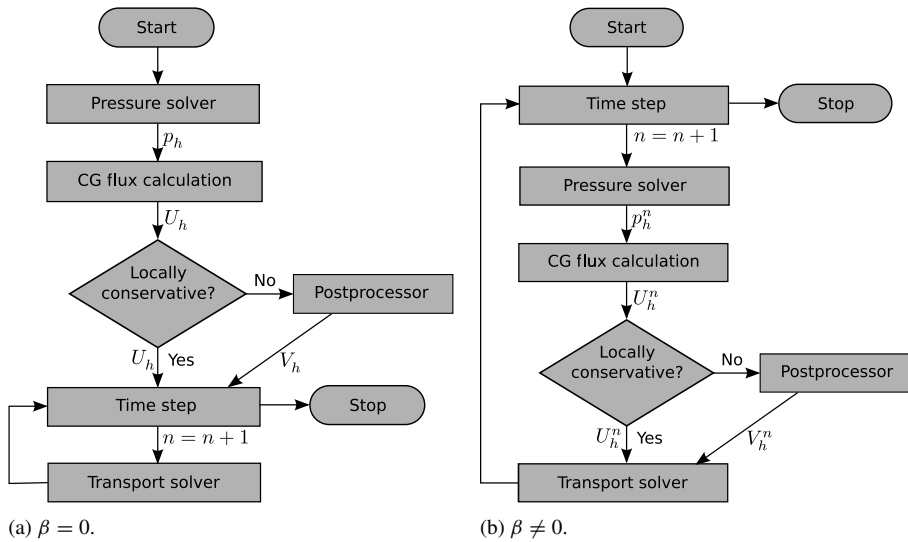 Start
Pressure solver
p_h
CG flux calculation
U_h
Locally
conservative?
No
Postprocessor
U_h Yes
V_h
Time step
Stop
n = n + 1
Transport solver
(a) β = 0.
Start
Time step
Stop
n = n + 1
Pressure solver
p_h^n
CG flux calculation
U_h^n
Locally
conservative?
No
Postprocessor
U_h^n Yes
V_h^n
Transport solver
(b) β ≠ 0.